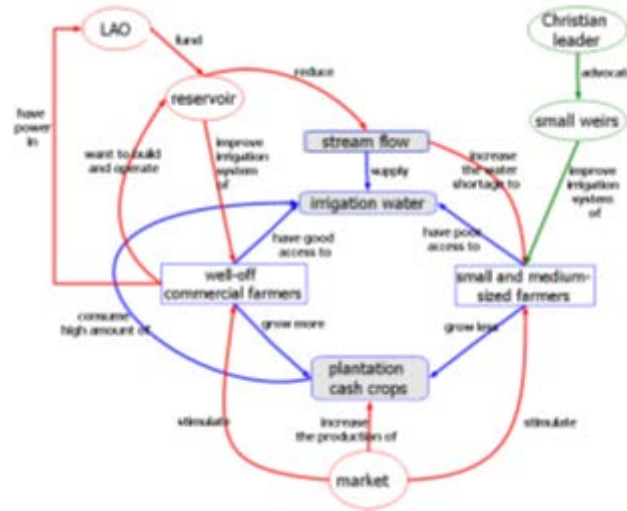 LAO
Christian
leader
fund
reduce
advocat
reservoir
small weirs
have
power
in
want to build
and operate
improve
irrigation
system
of
stream flow
supply
increase
the water
shortage to
improve
irrigation
system
of
irrigation water
have good
access to
have poor
access to
well-off
commercial farmers
small and medium-
sized farmers
consume
high amount of
grow more
grow less
plantation
cash crops
stimulate
increase
the production of
stimulate
market